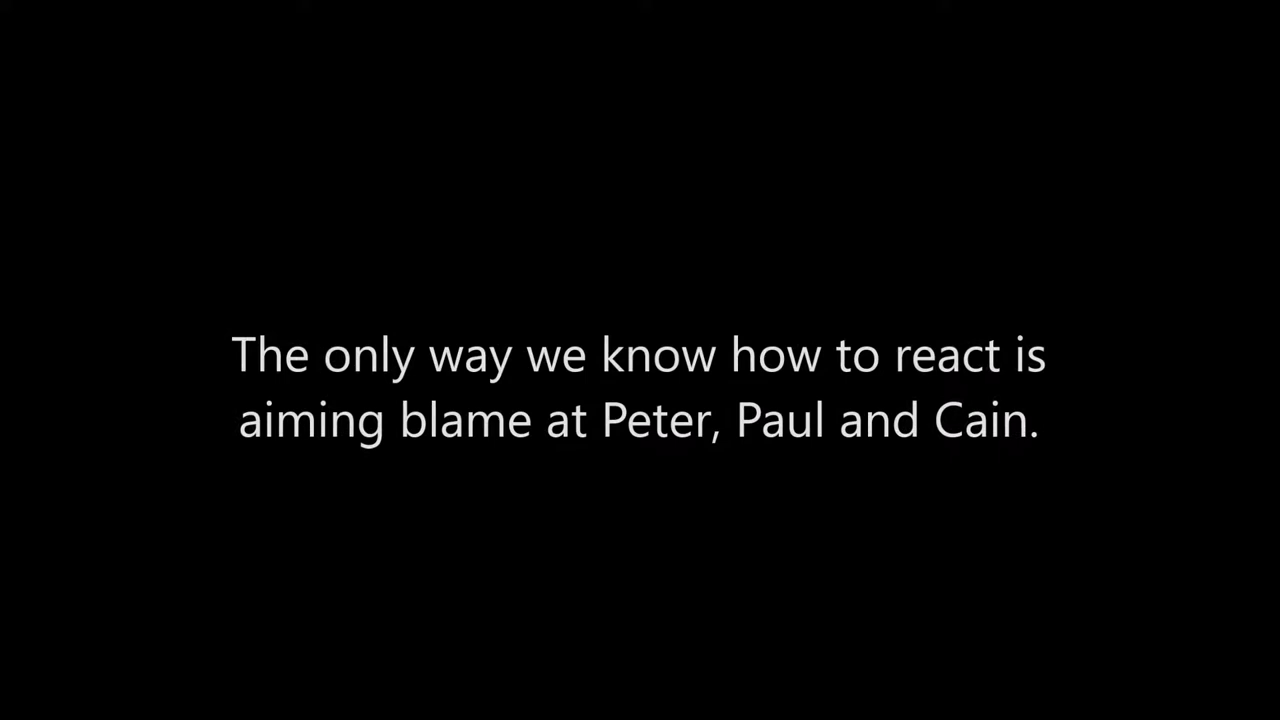 The only way we know how to react is
aiming blame at Peter, Paul and Cain.